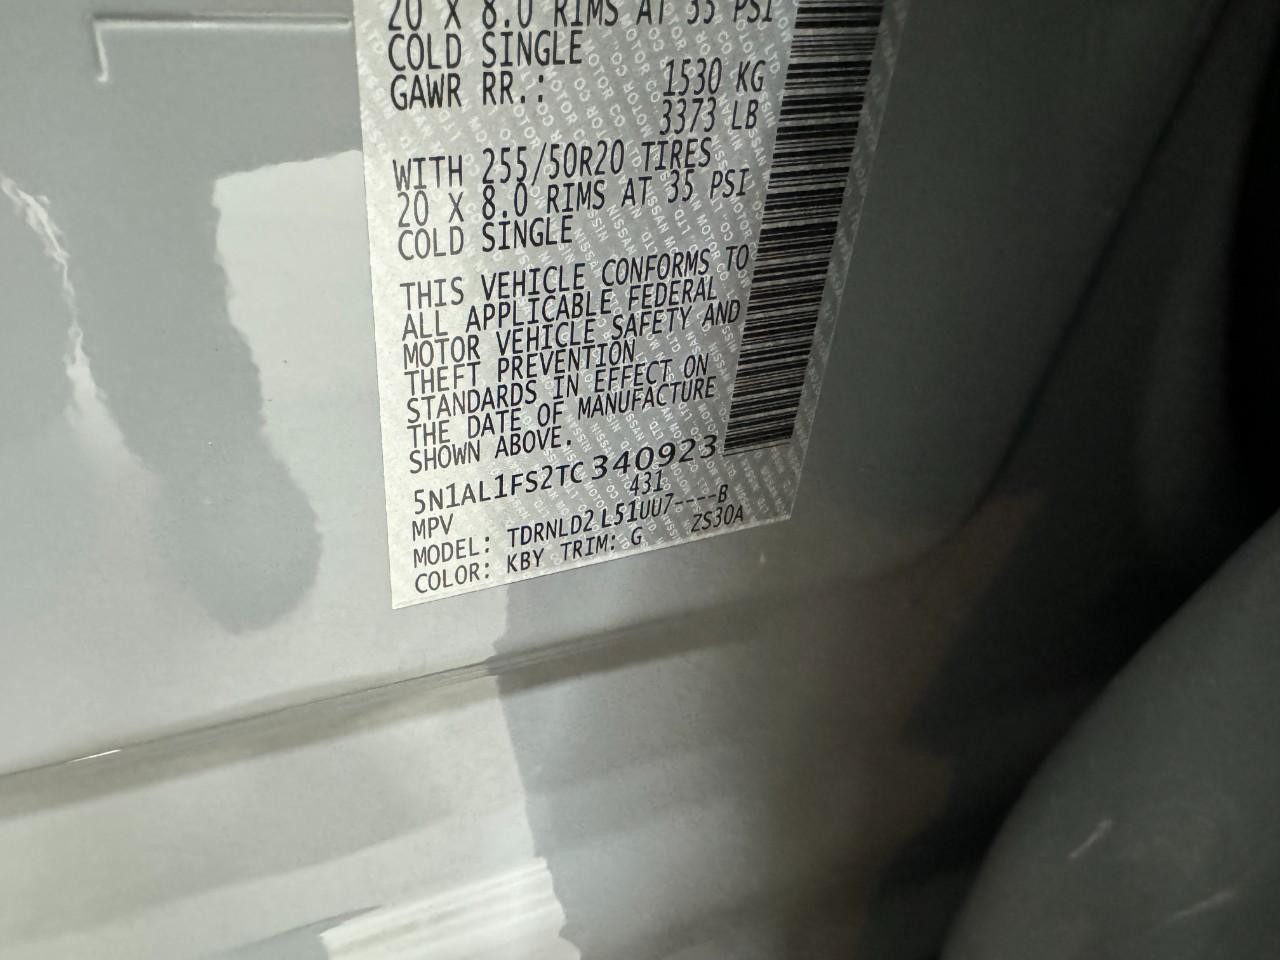 20 X 8.0 RIMS AT 35 PSI
COLD SINGLE
GAWR RR.: 1530 KG
3373 LB
WITH 255/50R20 TIRES
20 X 8.0 RIMS AT 35 PSI
COLD SINGLE
THIS VEHICLE CONFORMS TO
ALL APPLICABLE FEDERAL
MOTOR VEHICLE SAFETY AND
THEFT PREVENTION
STANDARDS IN EFFECT ON
THE DATE OF MANUFACTURE
SHOWN ABOVE.
5N1AL1FS2TC340923
MPV 431
MODEL: TDRNLD2 L51UU7----B
COLOR: KBY TRIM: G ZS30A